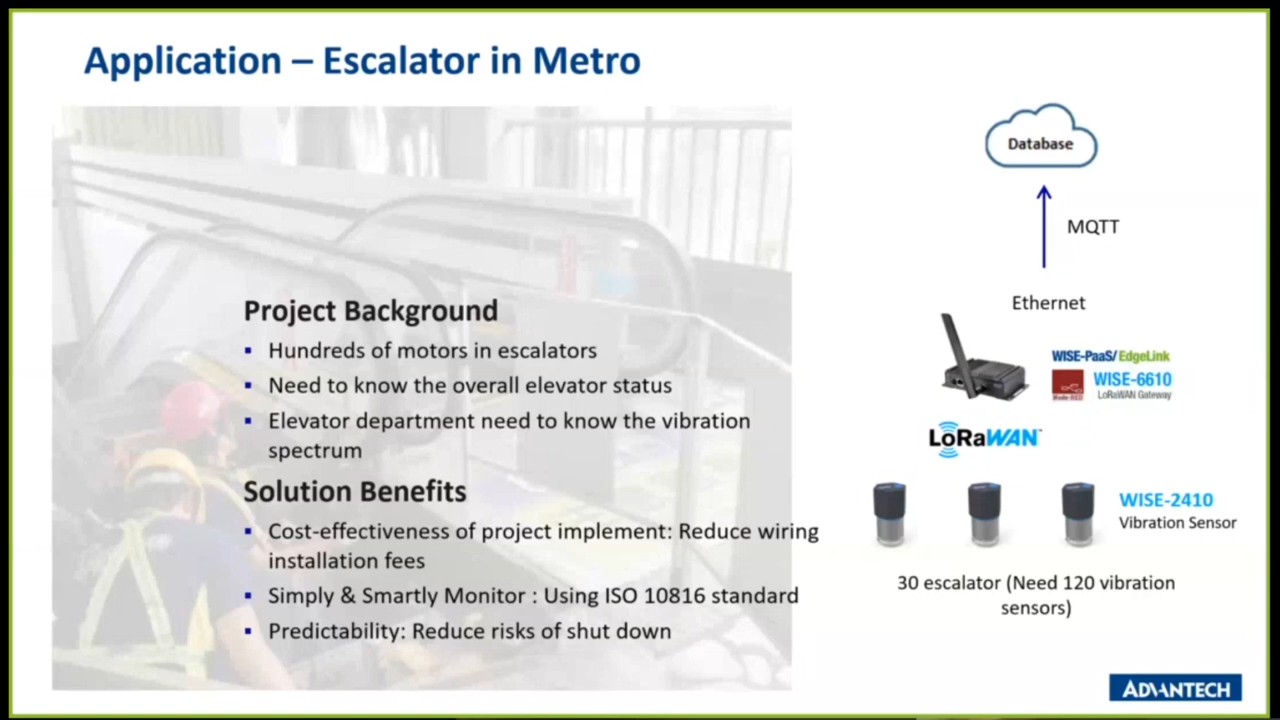 Application – Escalator in Metro
Project Background
Hundreds of motors in escalators
Need to know the overall elevator status
Elevator department need to know the vibration
spectrum
Solution Benefits
Cost-effectiveness of project implement: Reduce wiring
installation fees
Simply & Smartly Monitor : Using ISO 10816 standard
Predictability: Reduce risks of shut down
Database
MQTT
Ethernet
WISE-PaaS/ EdgeLink
Node-RED
WISE-6610
LoRaWAN Gateway
LoRaWAN™
WISE-2410
Vibration Sensor
30 escalator (Need 120 vibration
sensors)
ADVANTECH